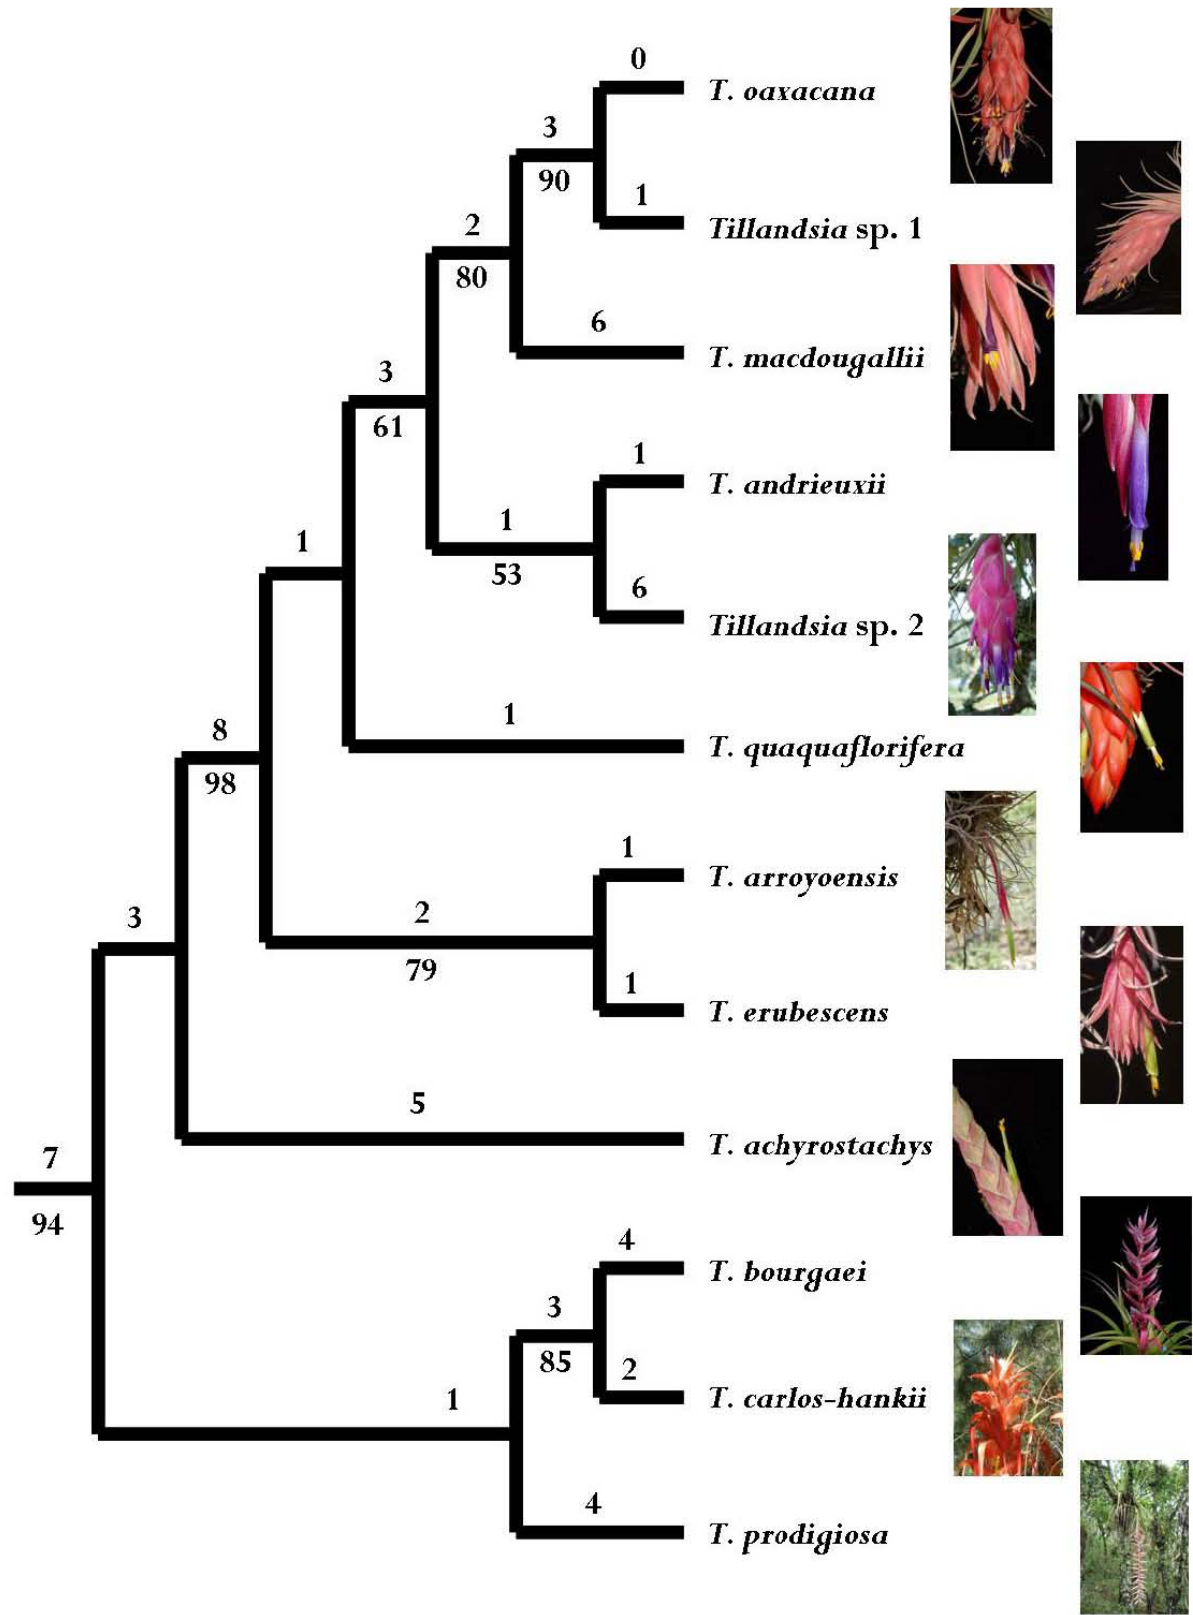 0
T. oaxacana
3
90
1
Tillandsia sp. 1
2
80
6
T. macdougallii
3
61
1
T. andrieuxii
1
53
6
Tillandsia sp. 2
1
1
T. quaquaflorifera
8
98
1
T. arroyoensis
2
79
1
T. erubescens
3
5
T. achyrostachys
7
94
4
T. bourgaei
3
85
2
T. carlos-hankii
1
4
T. prodigiosa